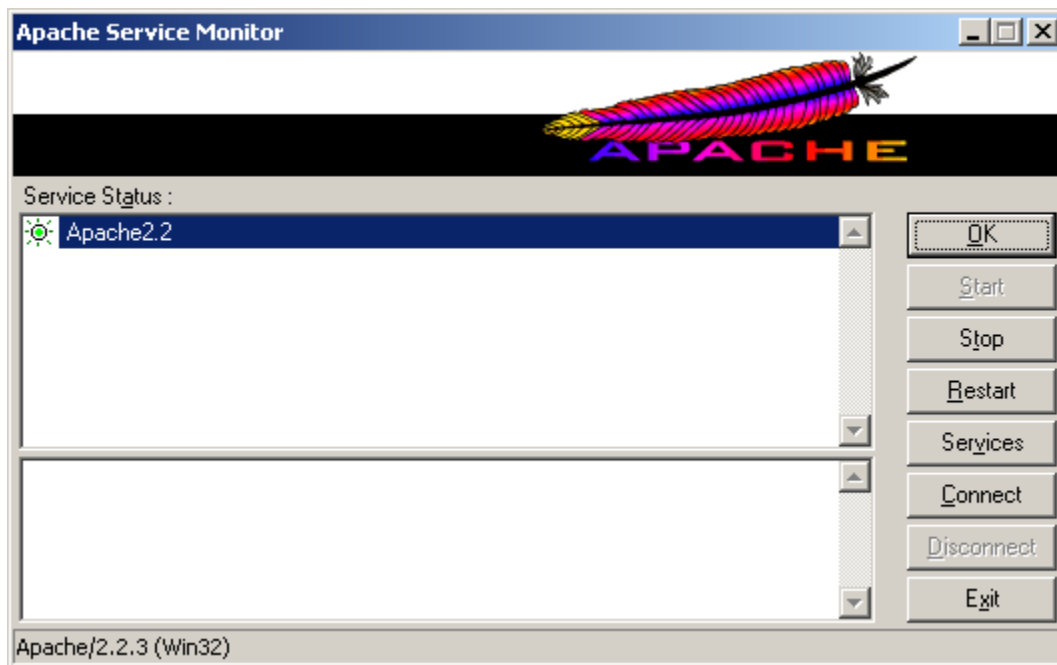 Apache Service Monitor
APACHE
Service Status :
Apache2.2
OK
Start
Stop
Restart
Services
Connect
Disconnect
Exit
Apache/2.2.3 (Win32)